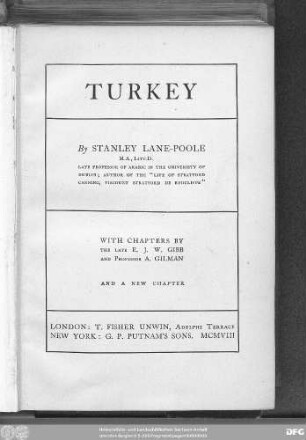 TURKEY
By STANLEY LANE-POOLE
M.A., Litt.D.
LATE PROFESSOR OF ARABIC IN THE UNIVERSITY OF
DUBLIN; AUTHOR OF THE "LIFE OF STRATFORD
CANNING, VISCOUNT STRATFORD DE REDCLIFFE"
WITH CHAPTERS BY
THE LATE E. J. W. GIBB
AND PROFESSOR A. GILMAN
AND A NEW CHAPTER
LONDON: T. FISHER UNWIN, ADELPHI TERRACE
NEW YORK: G. P. PUTNAM'S SONS. MCMVIII
DFG